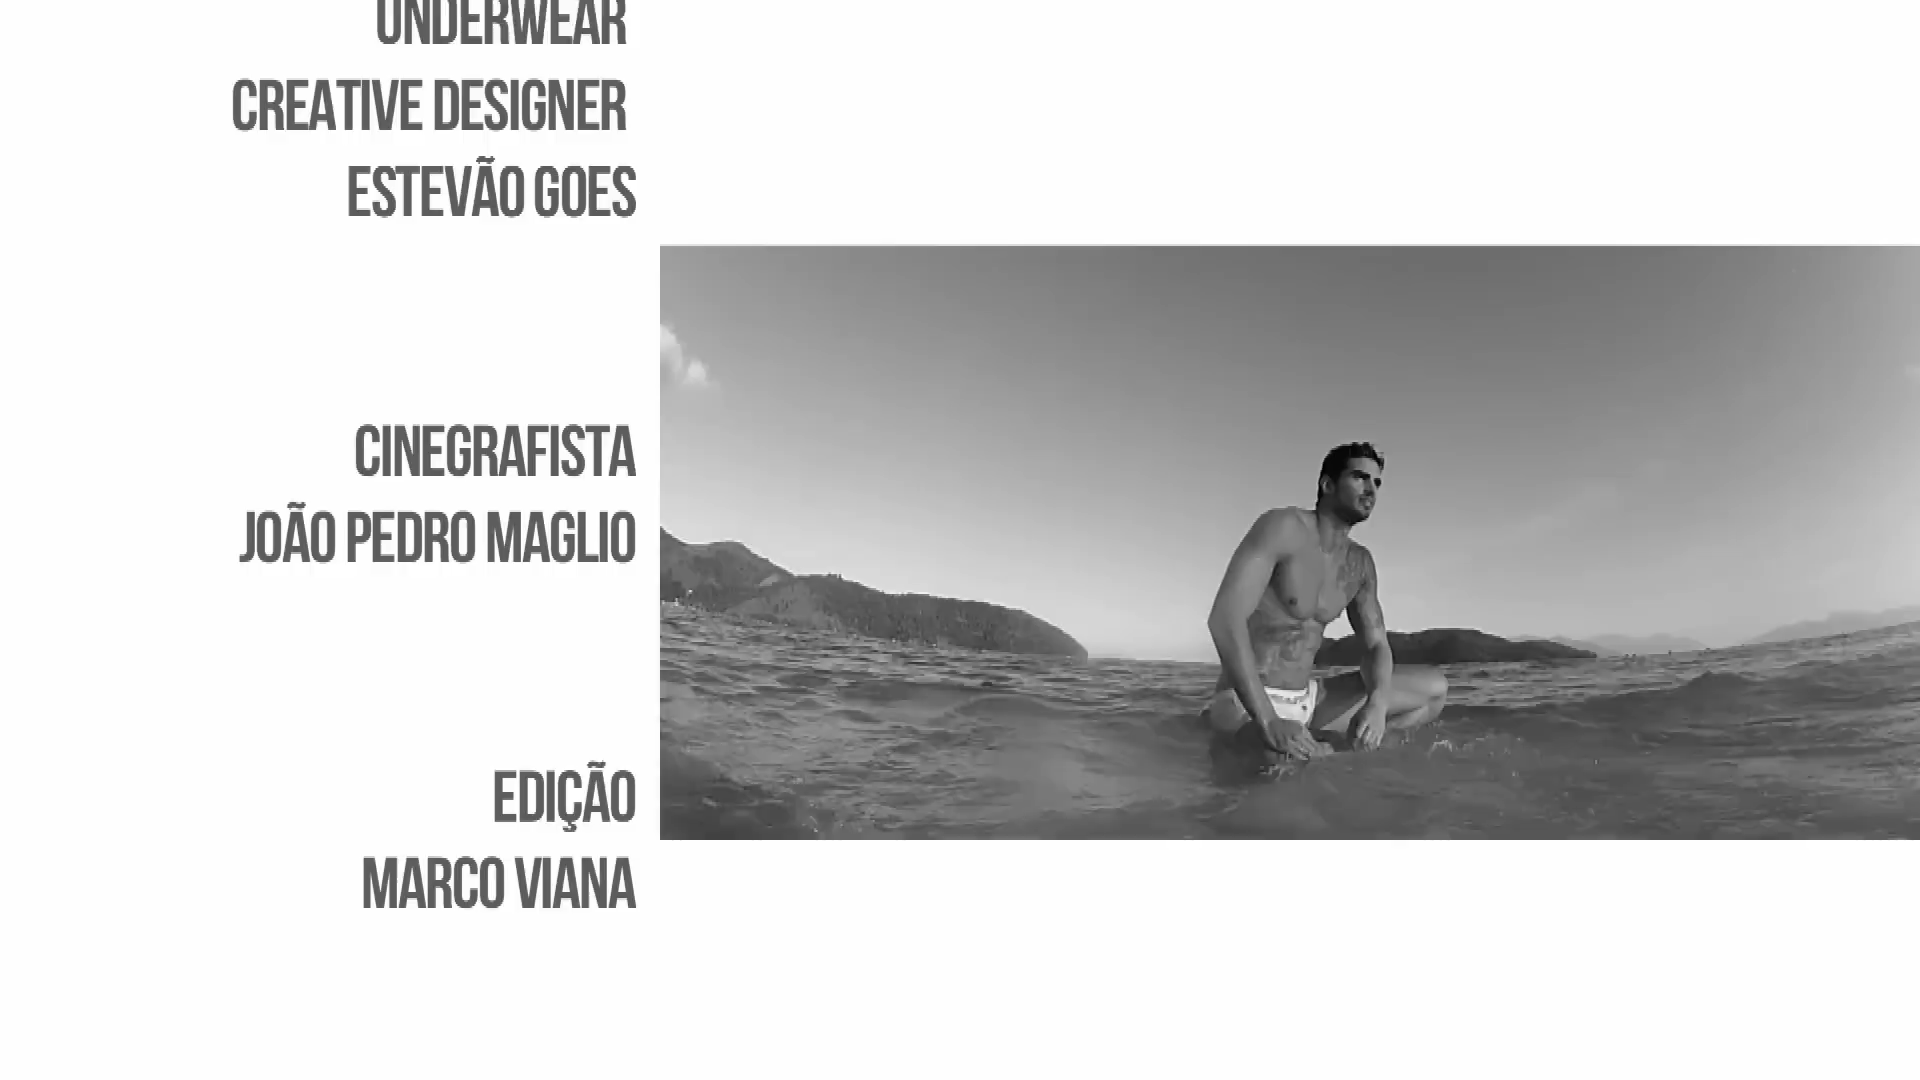 UNDERWEAR
CREATIVE DESIGNER
ESTEVÃO GOES
CINEGRAFISTA
JOÃO PEDRO MAGLIO
EDIÇÃO
MARCO VIANA